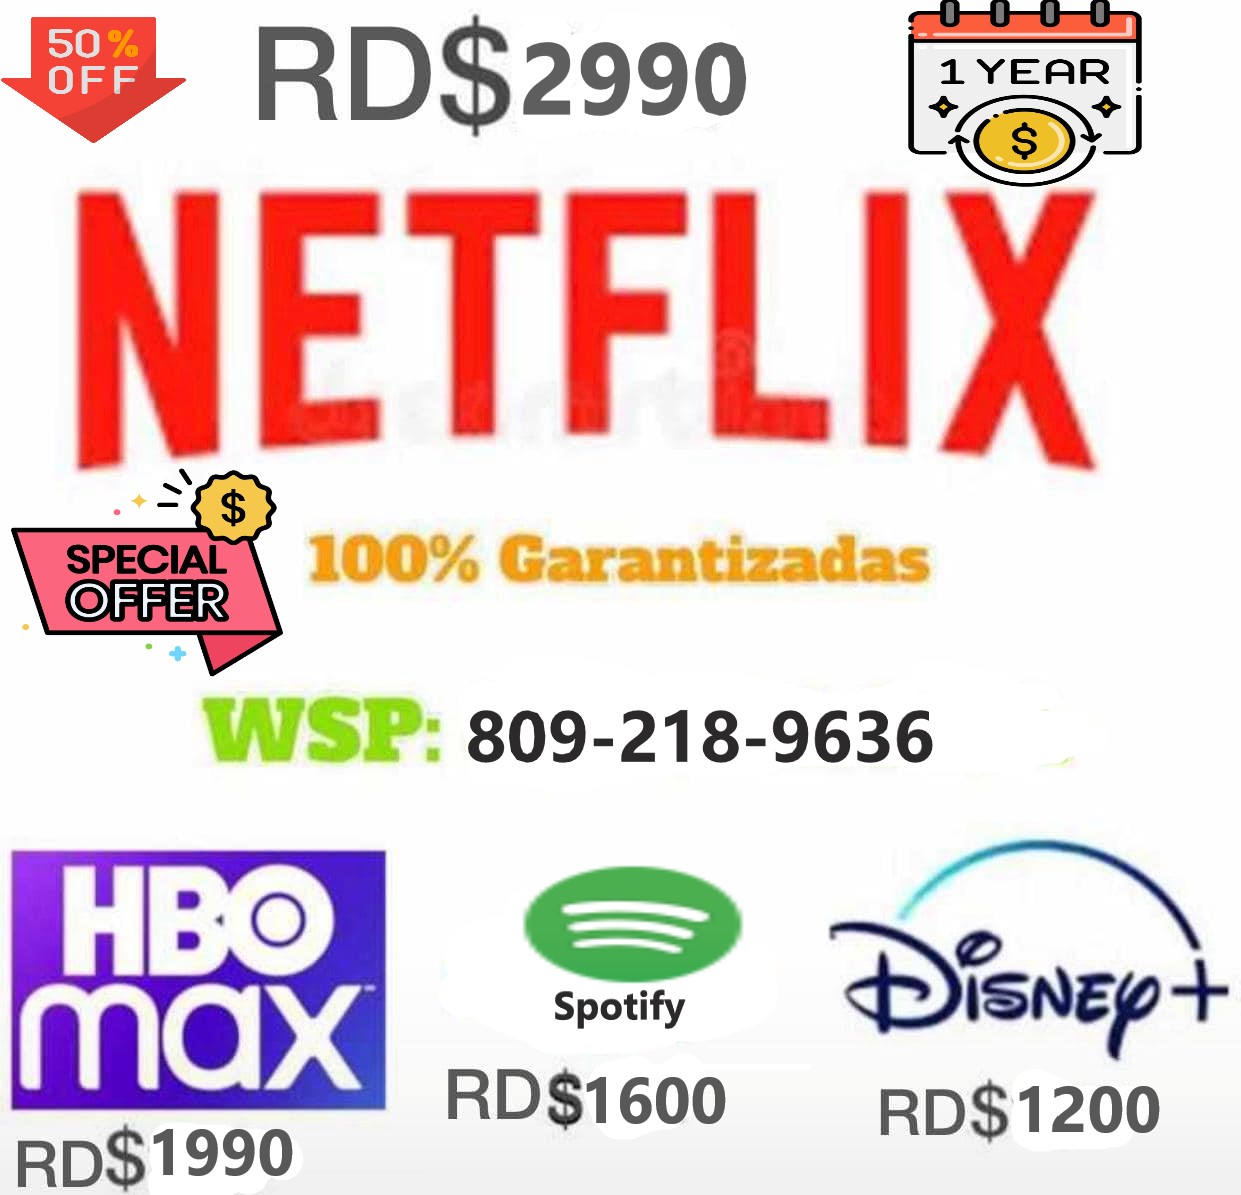 50%
OFF
RD$2990
1 YEAR
$
NETFLIX
$
SPECIAL
OFFER
100% Garantizadas
WSP: 809-218-9636
HBO
max
RD$1990
Spotify
RD$1600
Disney+
RD$1200